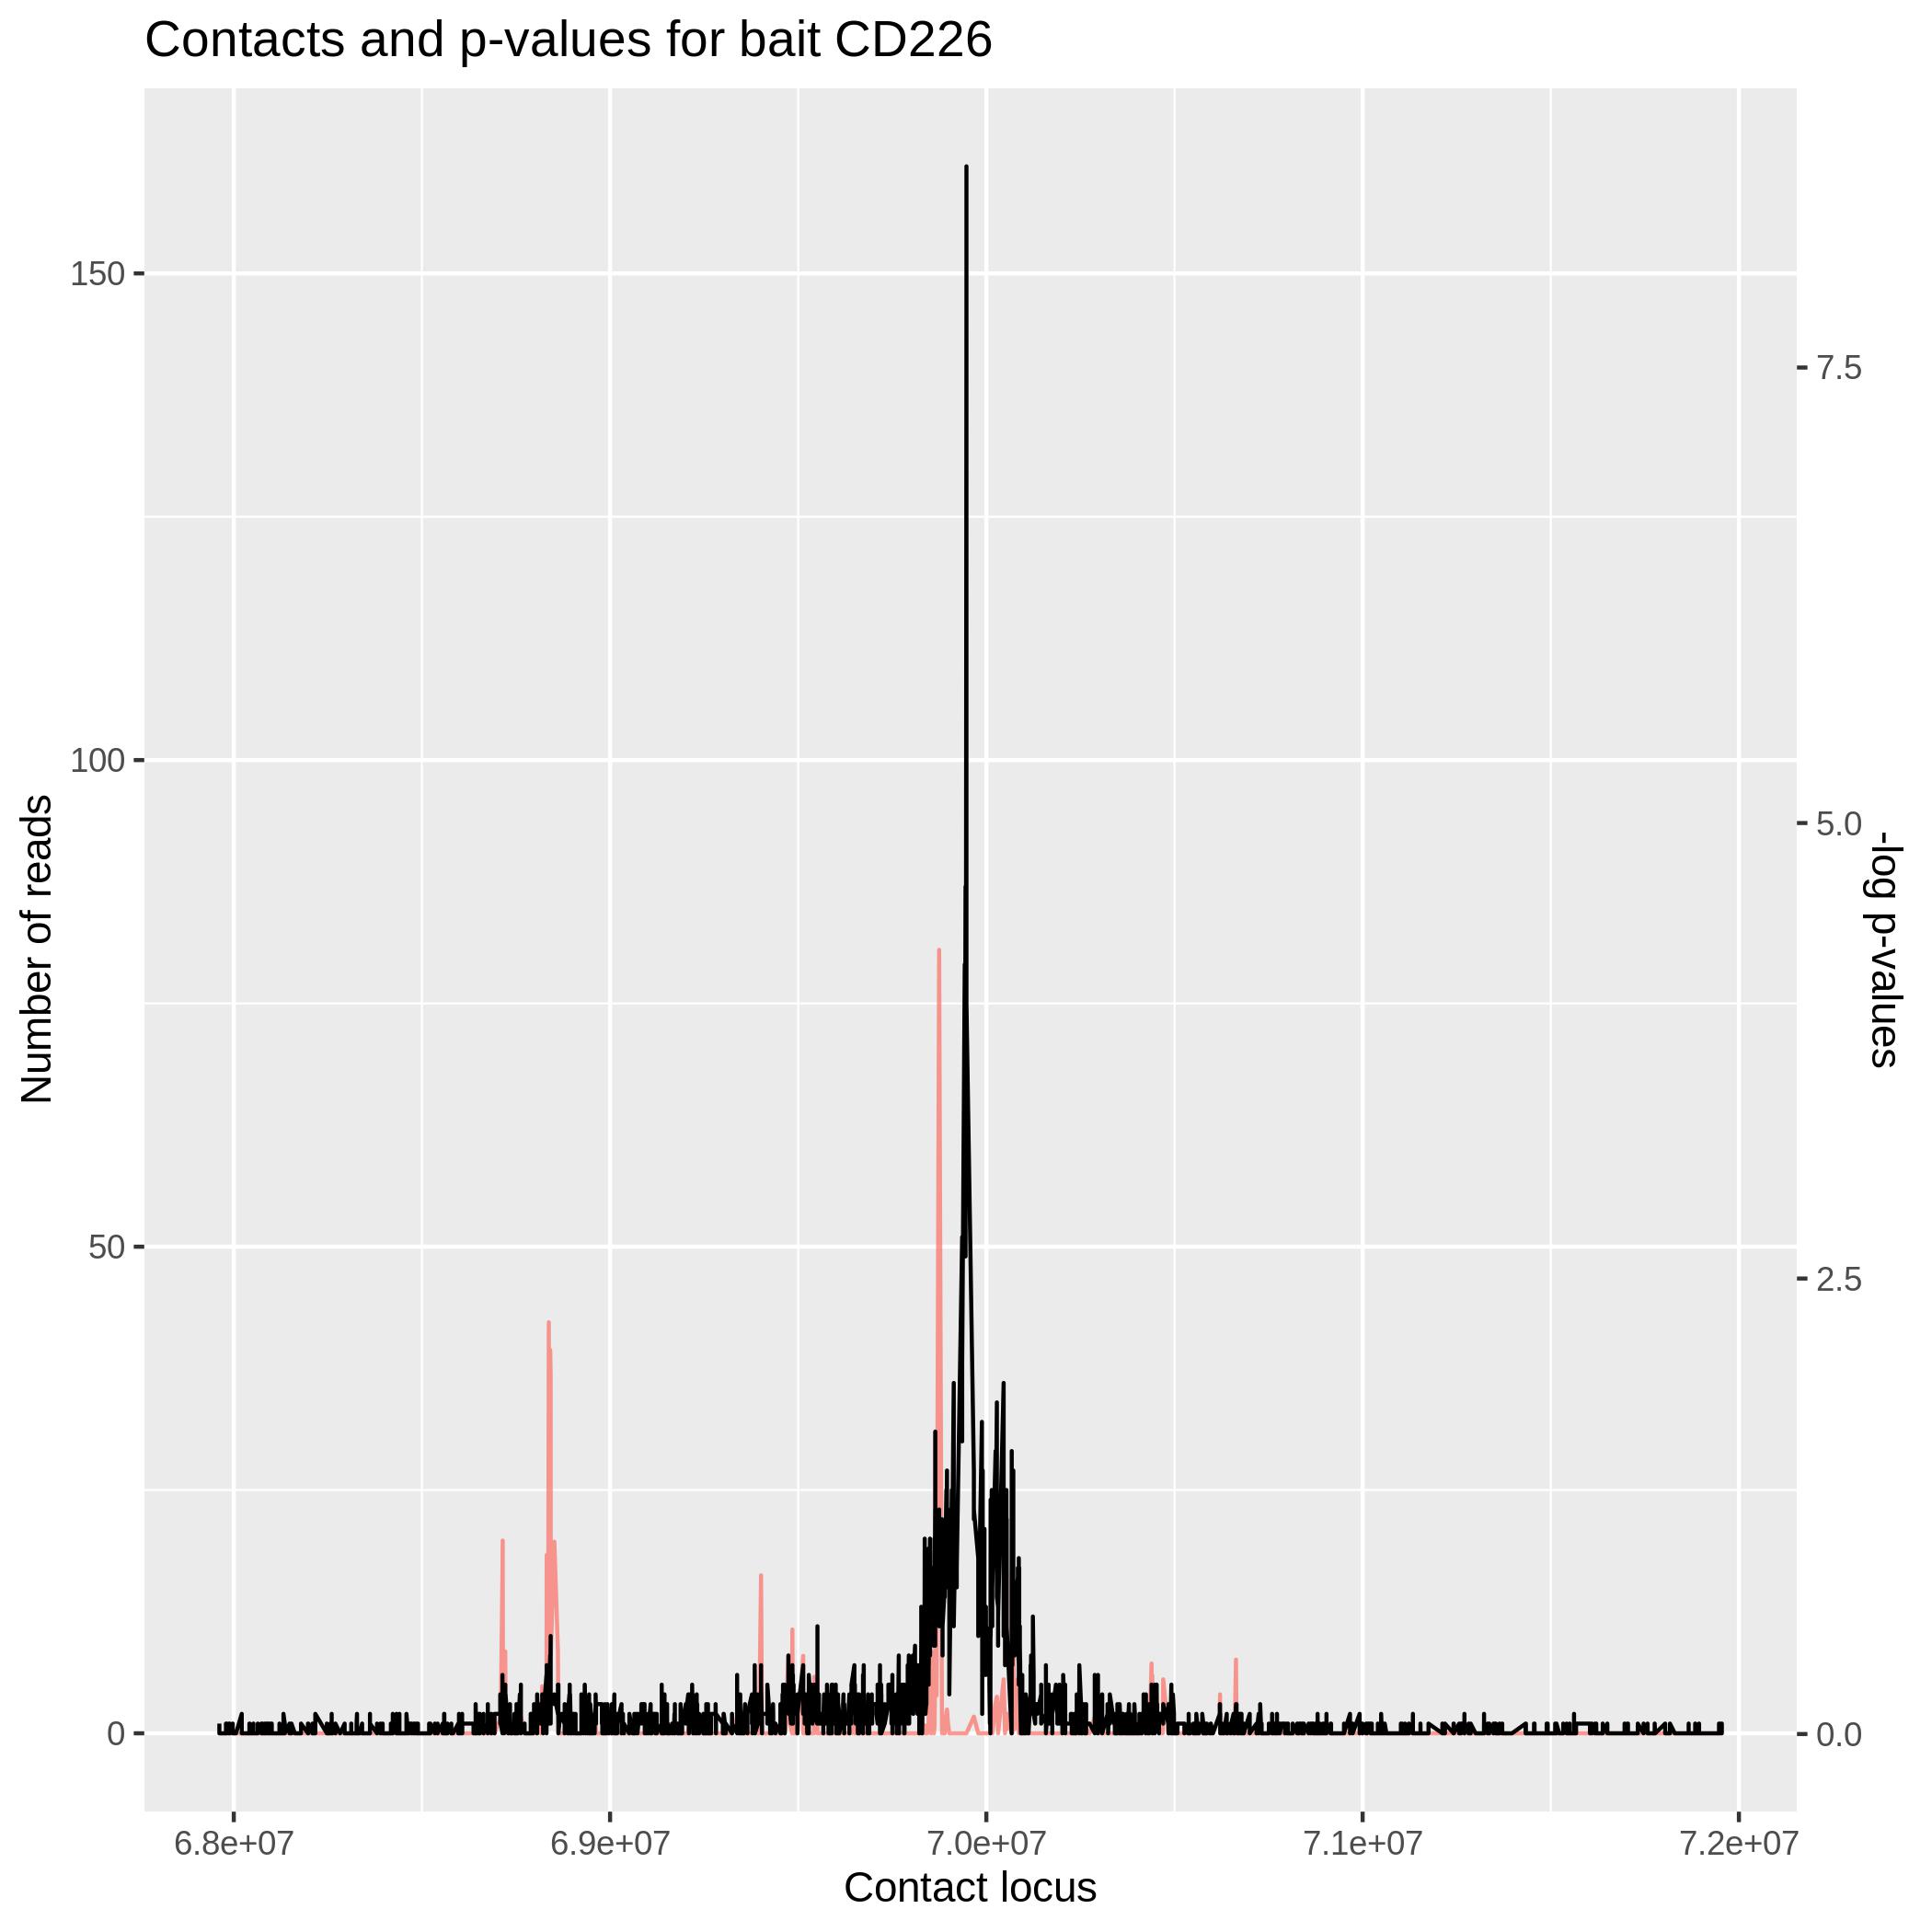 Contacts and p-values for bait CD226
150
100
50
0
7.5
5.0
2.5
0.0
Number of reads
-log p-values
6.8e+07 6.9e+07 7.0e+07 7.1e+07 7.2e+07
Contact locus